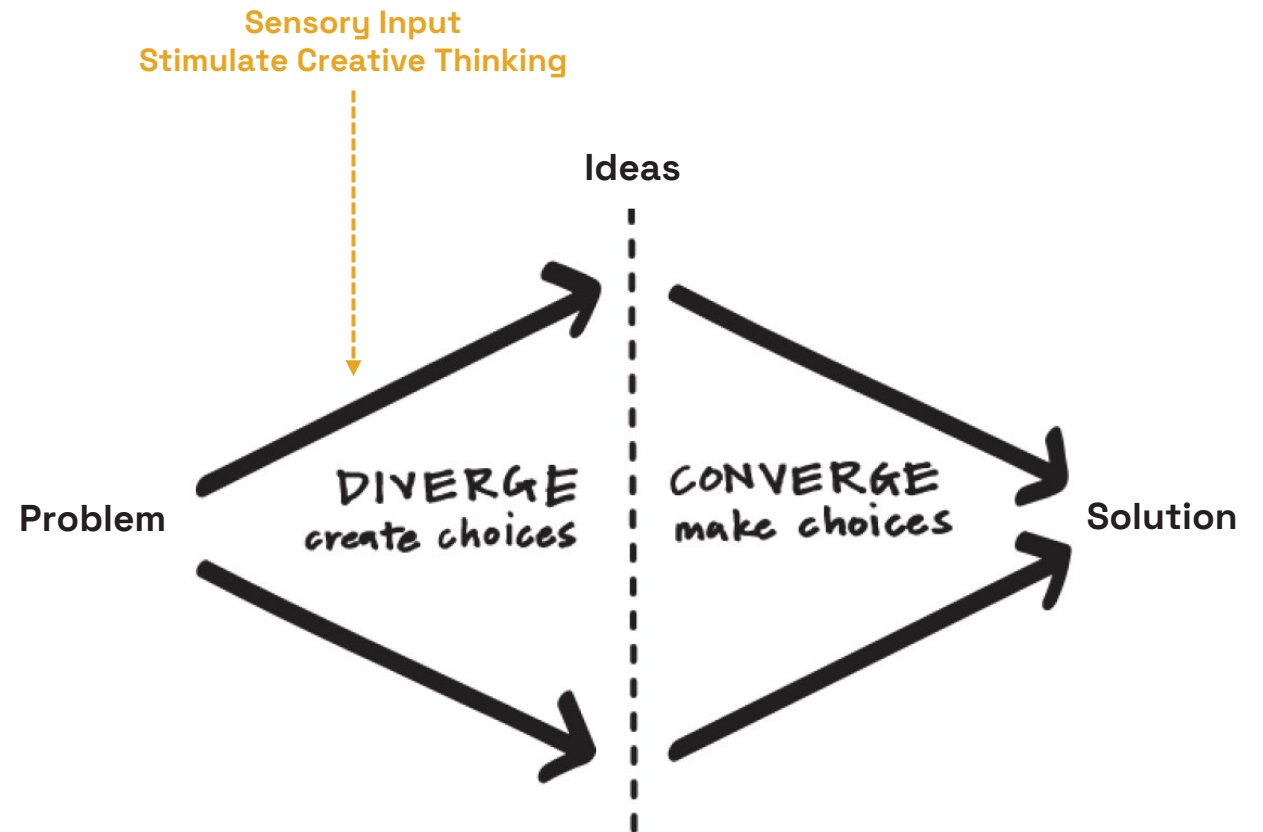 Sensory Input
Stimulate Creative Thinking
Ideas
DIVERGE
create choices
CONVERGE
make choices
Problem
Solution